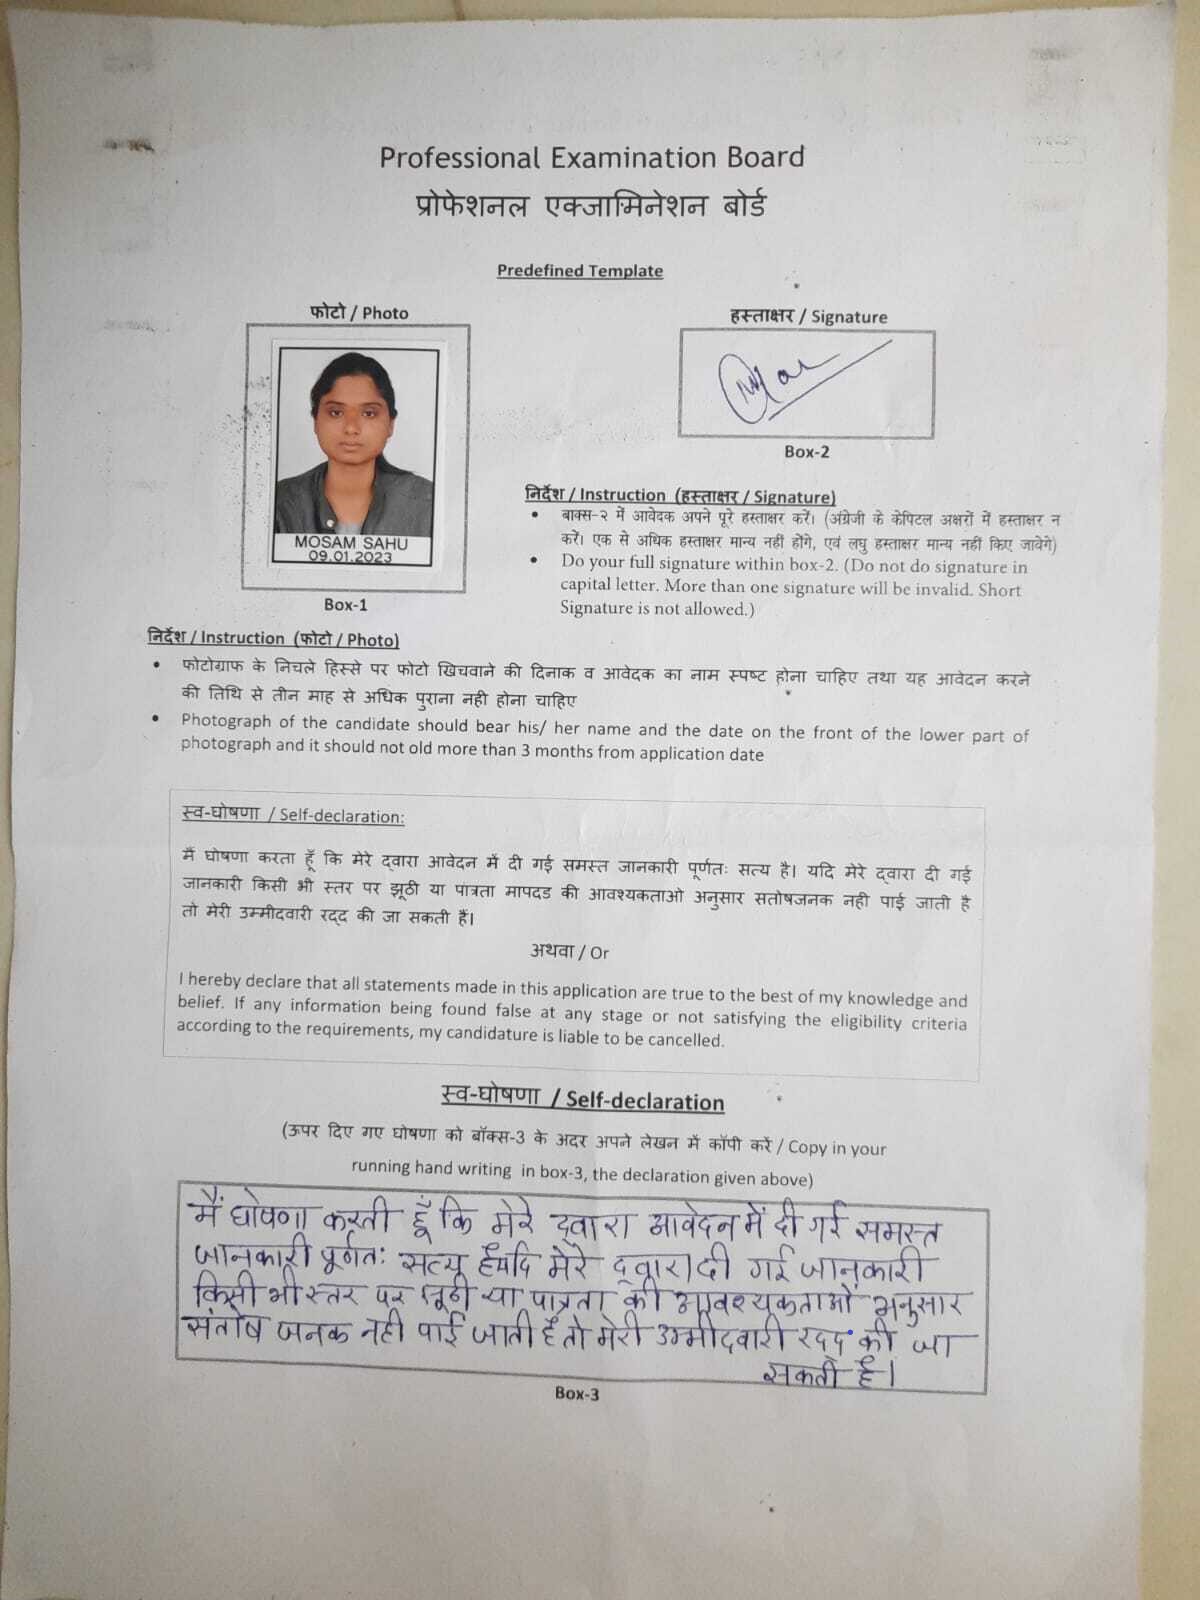 Professional Examination Board
प्रोफेशनल एक्जामिनेशन बोर्ड
Predefined Template
फोटो / Photo
MOSAM SAHU
09.01.2023
Box-1
हस्ताक्षर / Signature
Box-2
निर्देश / Instruction (हस्ताक्षर / Signature)
• बाक्स-२ में आवेदक अपने पूरे हस्ताक्षर करें। (अंग्रेजी के केपिटल अक्षरों में हस्ताक्षर न
करें। एक से अधिक हस्ताक्षर मान्य नहीं होंगे, एवं लघु हस्ताक्षर मान्य नहीं किए जावेगे)
• Do your full signature within box-2. (Do not do signature in
capital letter. More than one signature will be invalid. Short
Signature is not allowed.)
निर्देश / Instruction (फोटो / Photo)
• फोटोग्राफ के निचले हिस्से पर फोटो खिचवाने की दिनाक व आवेदक का नाम स्पष्ट होना चाहिए तथा यह आवेदन करने
की तिथि से तीन माह से अधिक पुराना नही होना चाहिए
• Photograph of the candidate should bear his/ her name and the date on the front of the lower part of
photograph and it should not old more than 3 months from application date
स्व-घोषणा / Self-declaration:
मैं घोषणा करता हूँ कि मेरे द्वारा आवेदन में दी गई समस्त जानकारी पूर्णतः सत्य है। यदि मेरे द्वारा दी गई
जानकारी किसी भी स्तर पर झूठी या पात्रता मापदड की आवश्यकताओ अनुसार सतोषजनक नही पाई जाती है
तो मेरी उम्मीदवारी रद्द की जा सकती हैं।
अथवा / Or
I hereby declare that all statements made in this application are true to the best of my knowledge and
belief. If any information being found false at any stage or not satisfying the eligibility criteria
according to the requirements, my candidature is liable to be cancelled.
स्व-घोषणा / Self-declaration
(ऊपर दिए गए घोषणा को बॉक्स-3 के अदर अपने लेखन में कॉपी करें / Copy in your
running hand writing in box-3, the declaration given above)
मैं घोषणा करती हूँ कि मेरे द्वारा आवेदन में दी गई समस्त
जानकारी पूर्णतः सत्य है यदि मेरे द्वारा दी गई जानकारी
किसी भी स्तर पर झूठी या पात्रता की आवश्यकताओं अनुसार
संतोष जनक नही पाई जाती है तो मेरी उम्मीदवारी रद्द की जा
सकती है।
Box-3